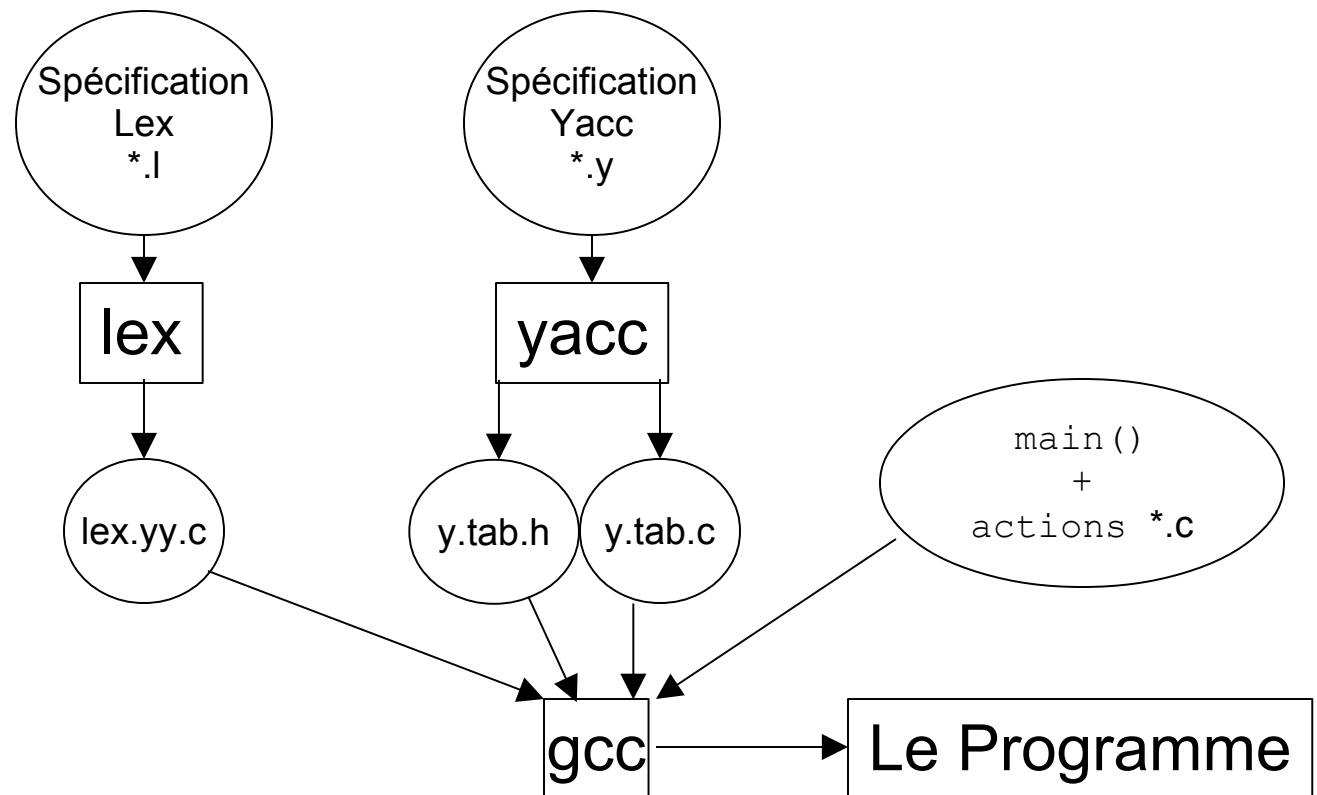 Spécification
Lex
*.l
Spécification
Yacc
*.y
lex
yacc
main()
+
actions *.c
lex.yy.c
y.tab.h
y.tab.c
gcc
Le Programme